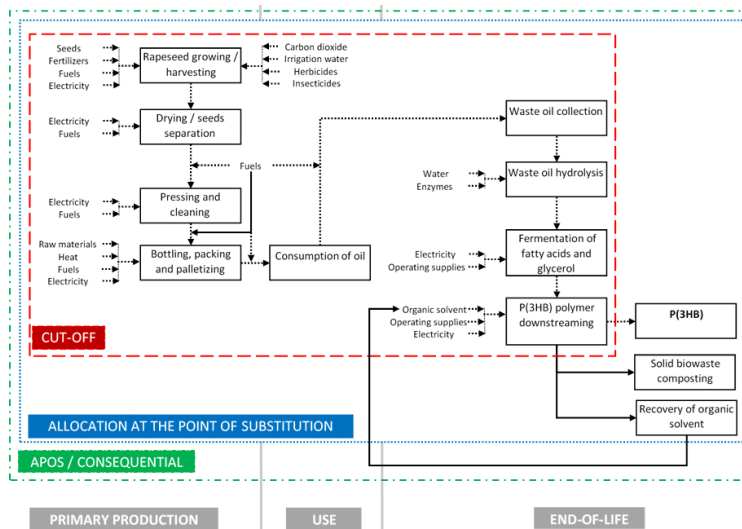 Seeds
Fertilizers
Fuels
Electricity
Rapeseed growing /
harvesting
Carbon dioxide
Irrigation water
Herbicides
Insecticides
Electricity
Fuels
Drying / seeds
separation
Waste oil collection
Fuels
Water
Enzymes
Waste oil hydrolysis
Electricity
Fuels
Pressing and
cleaning
Raw materials
Heat
Fuels
Electricity
Bottling, packing
and palletizing
Consumption of oil
Electricity
Operating supplies
Fermentation of
fatty acids and
glycerol
Organic solvent
Operating supplies
Electricity
P(3HB) polymer
downstreaming
P(3HB)
CUT-OFF
Solid biowaste
composting
Recovery of organic
solvent
ALLOCATION AT THE POINT OF SUBSTITUTION
APOS / CONSEQUENTIAL
PRIMARY PRODUCTION
USE
END-OF-LIFE